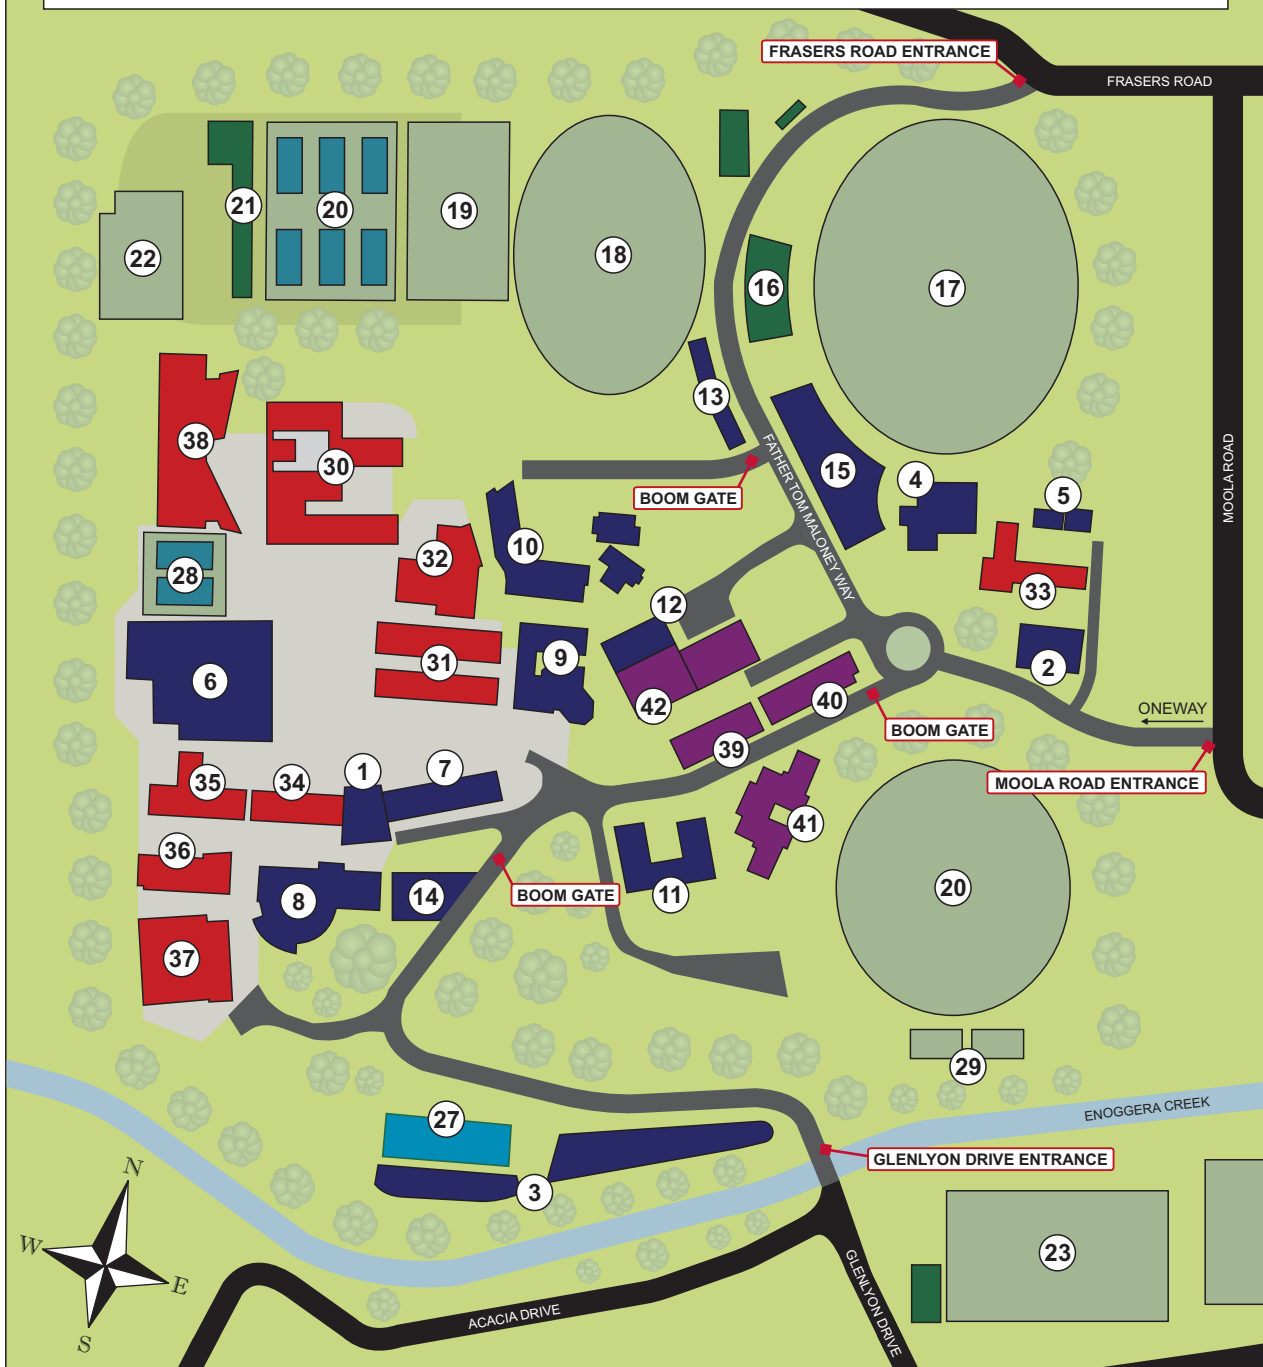 FRASERS ROAD ENTRANCE
FRASERS ROAD
21
20
19
18
22
16
17
13
38
30
BOOM GATE
FATHER TOM MALONEY WAY
15
4
5
MOOLA ROAD
10
32
28
33
12
31
9
6
2
42
40
39
ONEWAY
BOOM GATE
MOOLA ROAD ENTRANCE
35
34
1
7
41
36
8
14
11
BOOM GATE
20
37
29
27
ENOGGERA CREEK
GLENLYON DRIVE ENTRANCE
3
N
W
E
S
23
ACACIA DRIVE
GLENLYON DRIVE